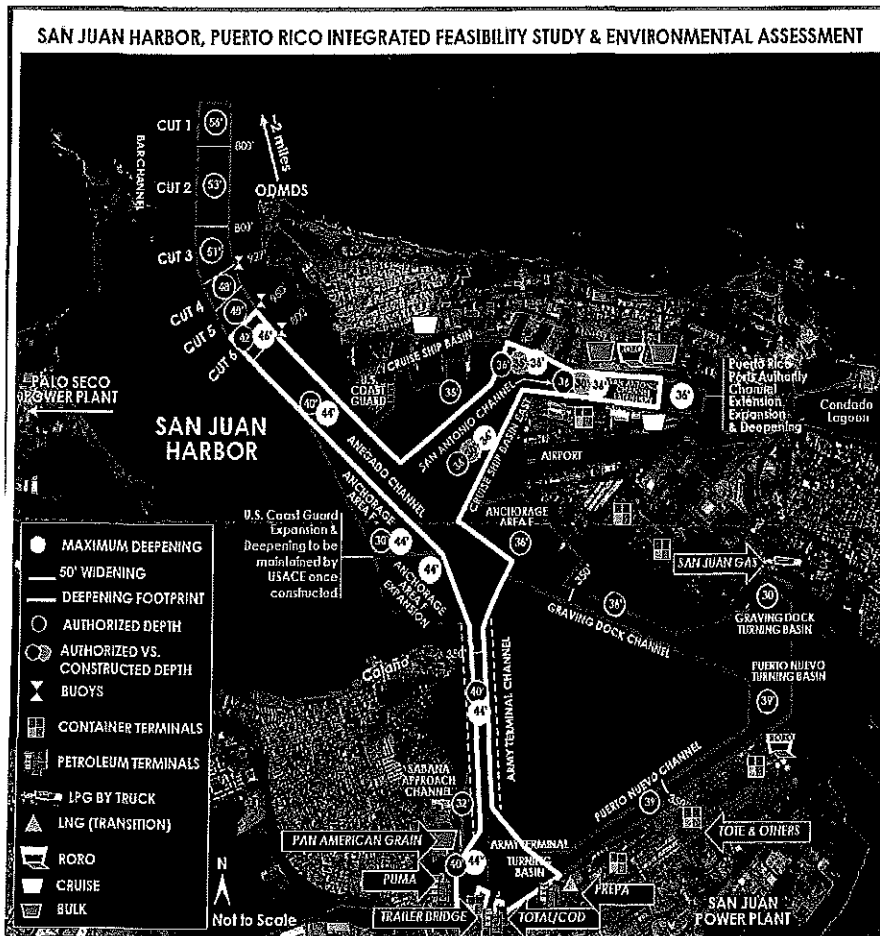 SAN JUAN HARBOR, PUERTO RICO INTEGRATED FEASIBILITY STUDY & ENVIRONMENTAL ASSESSMENT
CUT 1
56'
800'
BAR CHANNEL
~2 miles
ODMDS
CUT 2
53'
800'
CUT 3
51'
CUT 4
48'
CUT 5
49'
CUT 6
42
46'
CRUISE SHIP BASIN
COAST
GUARD
36'
35'
36'
38
30
36'
36'
RORO
Puerto Rico
Ports Authority
Channel
Extension
Expansion
& Deepening
Condado
Lagoon
PALO SECO
POWER PLANT
SAN JUAN
HARBOR
40'
44'
ANEGADO CHANNEL
SAN ANTONIO CHANNEL
CRUISE SHIP BASIN EAST
AIRPORT
ANCHORAGE
AREA F
ANCHORAGE
AREA E
36'
U.S. Coast Guard
Expansion &
Deepening to be
maintained by
USACE once
constructed
30'
44'
44'
ANCHORAGE
AREA F
EXPANSION
SAN JUAN GAS
350'
36'
GRAVING DOCK CHANNEL
30
GRAVING DOCK
TURNING BASIN
PUERTO NUEVO
TURNING BASIN
39'
MAXIMUM DEEPENING
50' WIDENING
DEEPENING FOOTPRINT
AUTHORIZED DEPTH
AUTHORIZED VS.
CONSTRUCTED DEPTH
BUOYS
CONTAINER TERMINALS
PETROLEUM TERMINALS
LPG BY TRUCK
LNG (TRANSITION)
RORO
CRUISE
BULK
N
Not to Scale
Cataño
350'
40'
44'
ARMY TERMINAL CHANNEL
SABANA
APPROACH
CHANNEL
32
PUERTO NUEVO CHANNEL
39
350'
RORO
TOTE & OTHERS
PAN AMERICAN GRAIN
ARMY TERMINAL
TURNING
BASIN
40'
44'
PUMA
PREPA
TRAILER BRIDGE
TOTAL/COD
SAN JUAN
POWER PLANT